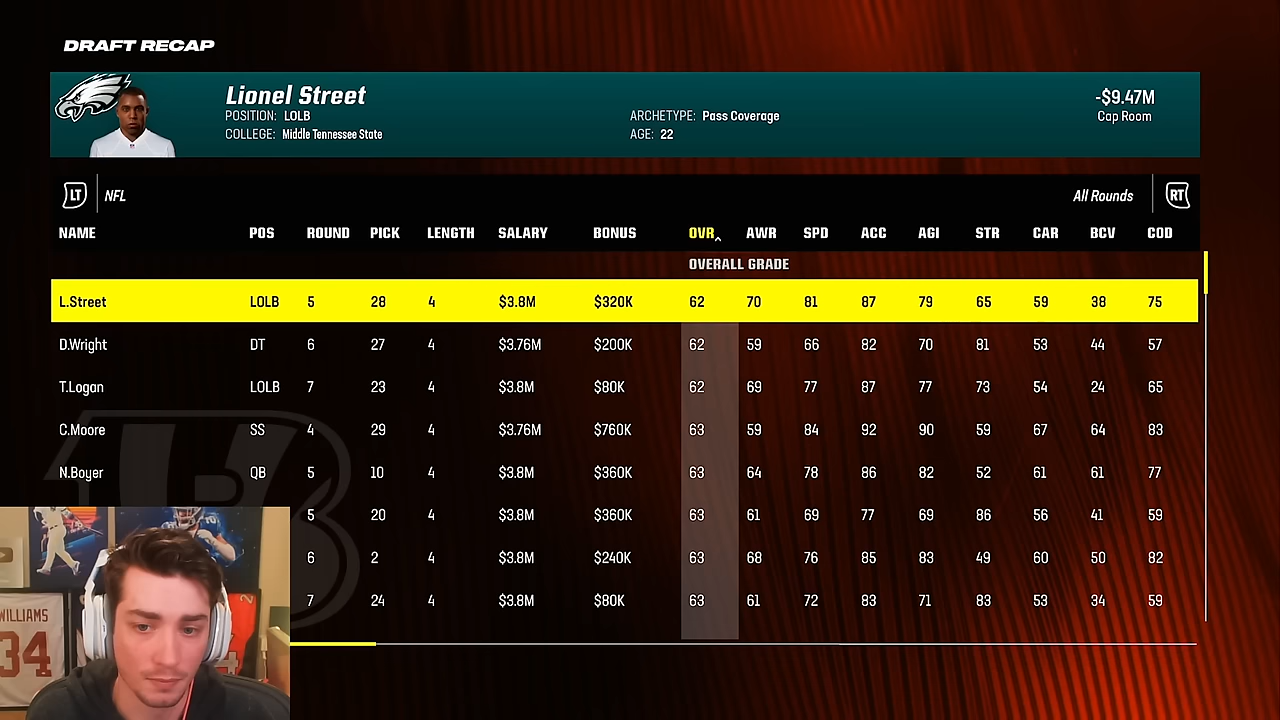 DRAFT RECAP
Lionel Street
POSITION: LOLB
COLLEGE: Middle Tennessee State
ARCHETYPE: Pass Coverage
AGE: 22
-$9.47M
Cap Room
LT NFL
All Rounds RT
NAME POS ROUND PICK LENGTH SALARY BONUS OVR AWR SPD ACC AGI STR CAR BCV COD
OVERALL GRADE
L.Street LOLB 5 28 4 $3.8M $320K 62 70 81 87 79 65 59 38 75
D.Wright DT 6 27 4 $3.76M $200K 62 59 66 82 70 81 53 44 57
T.Logan LOLB 7 23 4 $3.8M $80K 62 69 77 87 77 73 54 24 65
C.Moore SS 4 29 4 $3.76M $760K 63 59 84 92 90 59 67 64 83
N.Boyer QB 5 10 4 $3.8M $360K 63 64 78 86 82 52 61 61 77
5 20 4 $3.8M $360K 63 61 69 77 69 86 56 41 59
6 2 4 $3.8M $240K 63 68 76 85 83 49 60 50 82
7 24 4 $3.8M $80K 63 61 72 83 71 83 53 34 59
WILLIAMS
34